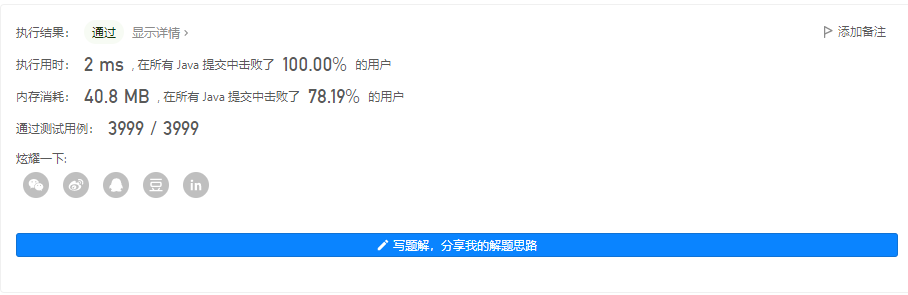 执行结果： 通过 显示详情 > 添加备注
执行用时： 2 ms ，在所有 Java 提交中击败了 100.00% 的用户
内存消耗： 40.8 MB ，在所有 Java 提交中击败了 78.19% 的用户
通过测试用例： 3999 / 3999
炫耀一下:
豆 in
写题解，分享我的解题思路